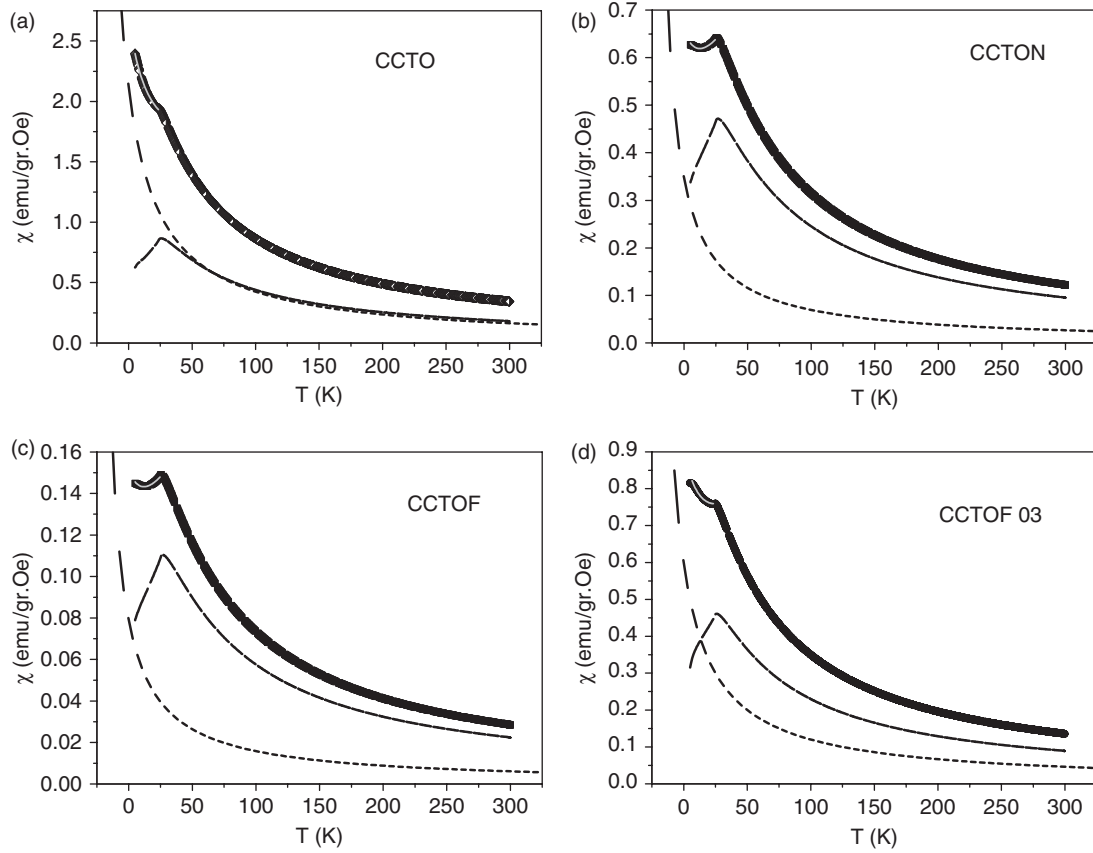 (a)
CCTO
χ (emu/gr.Oe)
2.5
2.0
1.5
1.0
0.5
0.0
0 50 100 150 200 250 300
T (K)
(b)
CCTON
χ (emu/gr.Oe)
0.7
0.6
0.5
0.4
0.3
0.2
0.1
0.0
0 50 100 150 200 250 300
T (K)
(c)
CCTOF
χ (emu/gr.Oe)
0.16
0.14
0.12
0.10
0.08
0.06
0.04
0.02
0.00
0 50 100 150 200 250 300
T (K)
(d)
CCTOF 03
χ (emu/gr.Oe)
0.9
0.8
0.7
0.6
0.5
0.4
0.3
0.2
0.1
0.0
0 50 100 150 200 250 300
T (K)